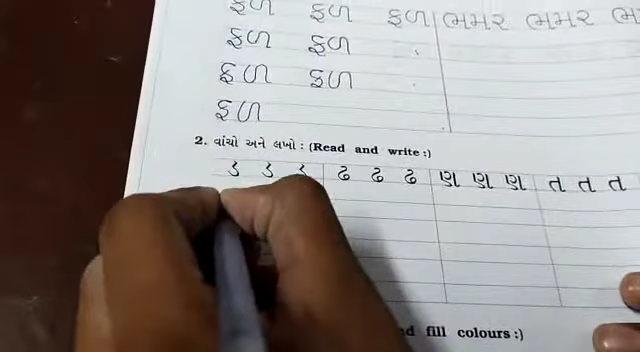 ફળ ફળ ફળ ભમર ભમર
ફળ ફળ
ફળ ફળ
ફળ
2. વાંચો અને લખો : (Read and write:)
ડ ડ ડ ઢ ઢ ઢ ણ ણ ણ ત ત ત
fill colours:)